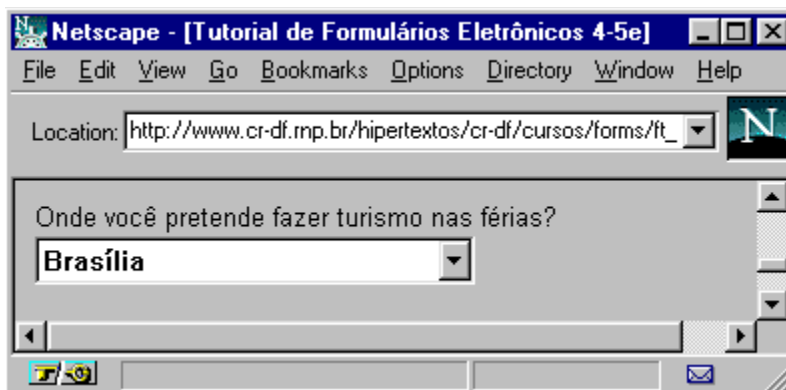 Netscape - [Tutorial de Formulários Eletrônicos 4-5e]
File Edit View Go Bookmarks Options Directory Window Help
Location: http://www.cr-df.rnp.br/hipertextos/cr-df/cursos/forms/ft_
N
Onde você pretende fazer turismo nas férias?
Brasília